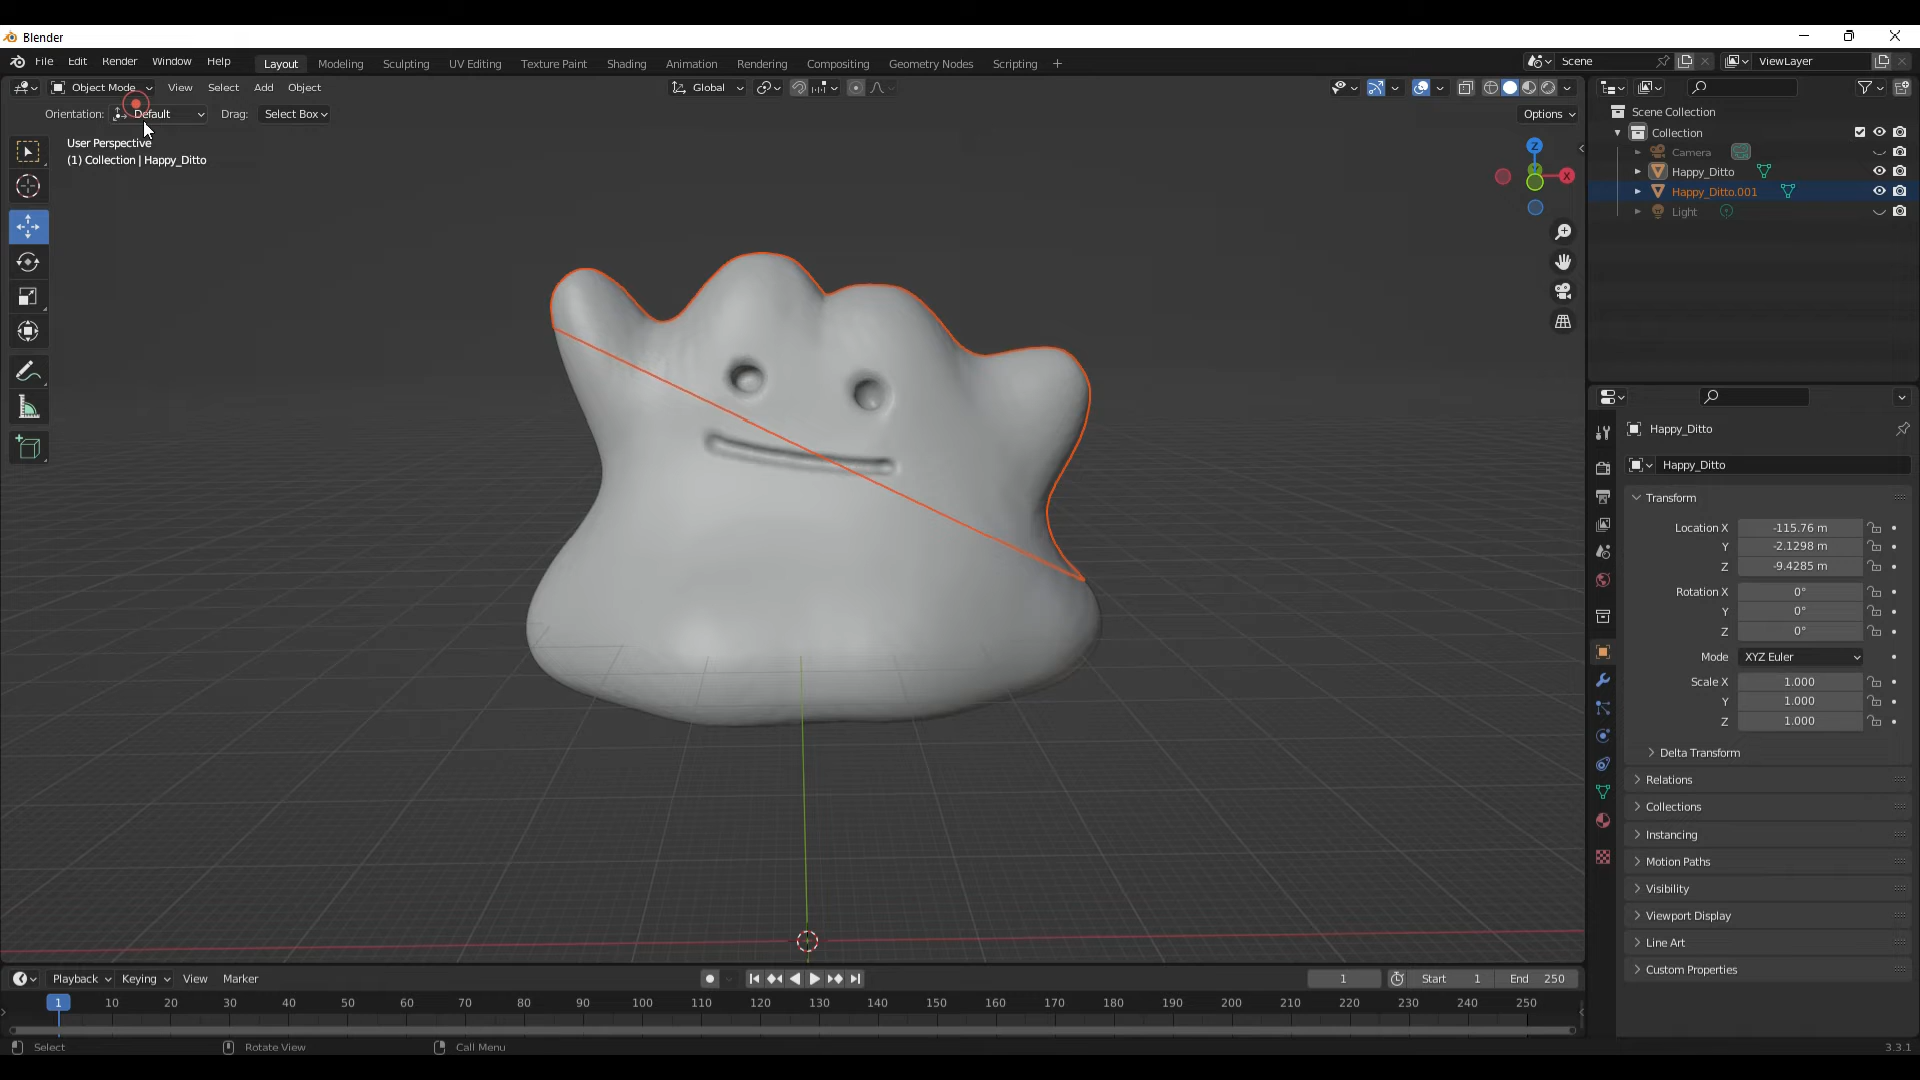 Blender
File Edit Render Window Help Layout Modeling Sculpting UV Editing Texture Paint Shading Animation Rendering Compositing Geometry Nodes Scripting + Scene ViewLayer
Object Mode View Select Add Object Global
Orientation: Default Drag: Select Box Options
User Perspective
(1) Collection | Happy_Ditto
Z
X
Scene Collection
Collection
Camera
Happy_Ditto
Happy_Ditto.001
Light
Happy_Ditto
Happy_Ditto
Transform
Location X -115.76 m
Y -2.1298 m
Z -9.4285 m
Rotation X 0°
Y 0°
Z 0°
Mode XYZ Euler
Scale X 1.000
Y 1.000
Z 1.000
Delta Transform
Relations
Collections
Instancing
Motion Paths
Visibility
Viewport Display
Line Art
Custom Properties
Playback Keying View Marker 1 Start 1 End 250
1 10 20 30 40 50 60 70 80 90 100 110 120 130 140 150 160 170 180 190 200 210 220 230 240 250
Select Rotate View Call Menu 3.3.1